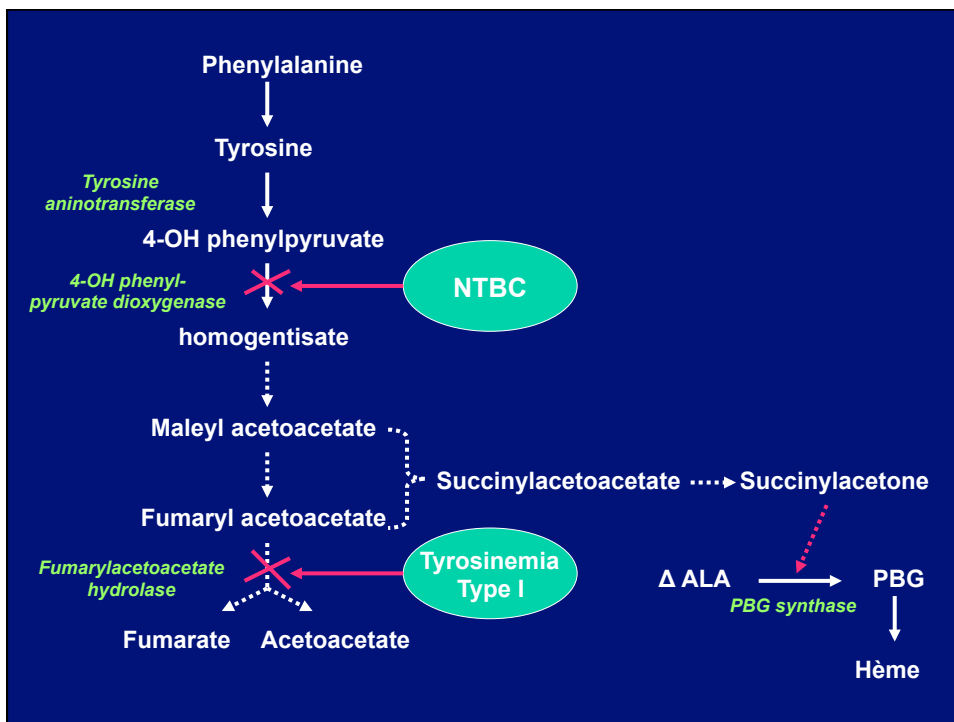 Phenylalanine
Tyrosine
Tyrosine
aninotransferase
4-OH phenylpyruvate
4-OH phenyl-
pyruvate dioxygenase
NTBC
homogentisate
Maleyl acetoacetate
Succinylacetoacetate
Succinylacetone
Fumaryl acetoacetate
Fumarylacetoacetate
hydrolase
Tyrosinemia
Type I
Δ ALA
PBG synthase
PBG
Fumarate
Acetoacetate
Hème